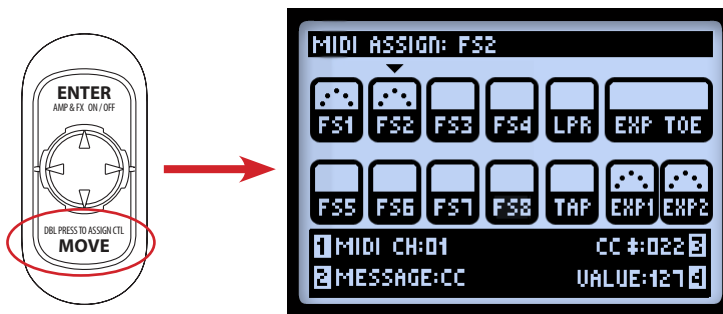 ENTER
AMP & FX ON / OFF
DBL PRESS TO ASSIGN CTL
MOVE
MIDI ASSIGN: FS2
FS1 FS2 FS3 FS4 LPR EXP TOE
FS5 FS6 FS7 FS8 TAP EXP1 EXP2
1 MIDI CH:01 CC #:022 3
2 MESSAGE:CC VALUE:127 4